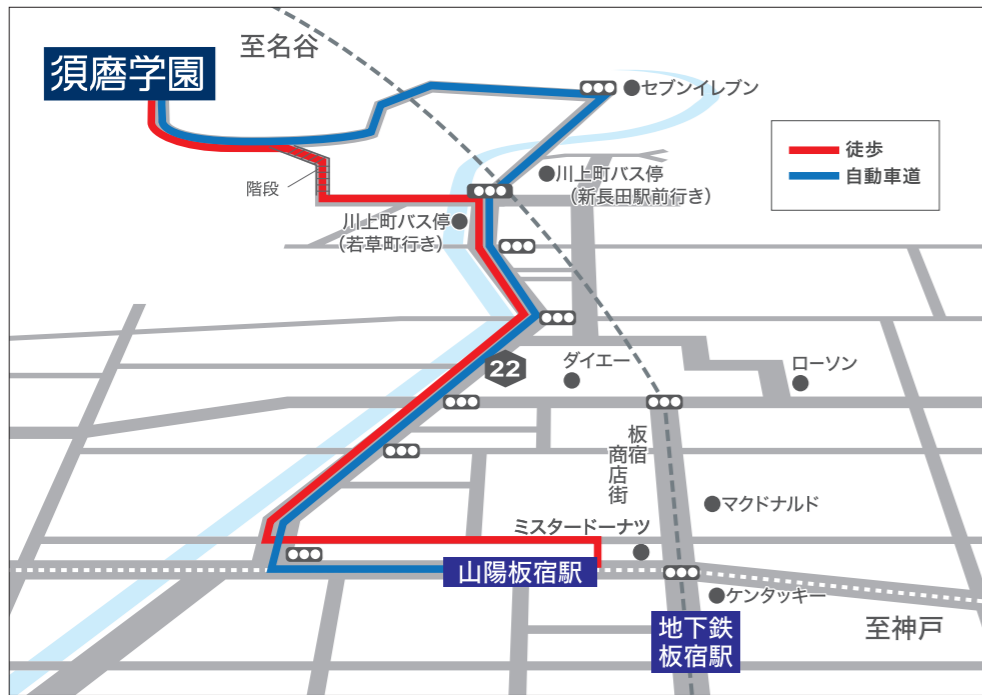 至名谷
須磨学園
セブンイレブン
徒歩
自動車道
階段
川上町バス停
(新長田駅前行き)
川上町バス停
(若草町行き)
22
ダイエー
ローソン
板宿
商店街
マクドナルド
ミスタードーナツ
山陽板宿駅
ケンタッキー
地下鉄
板宿駅
至神戸